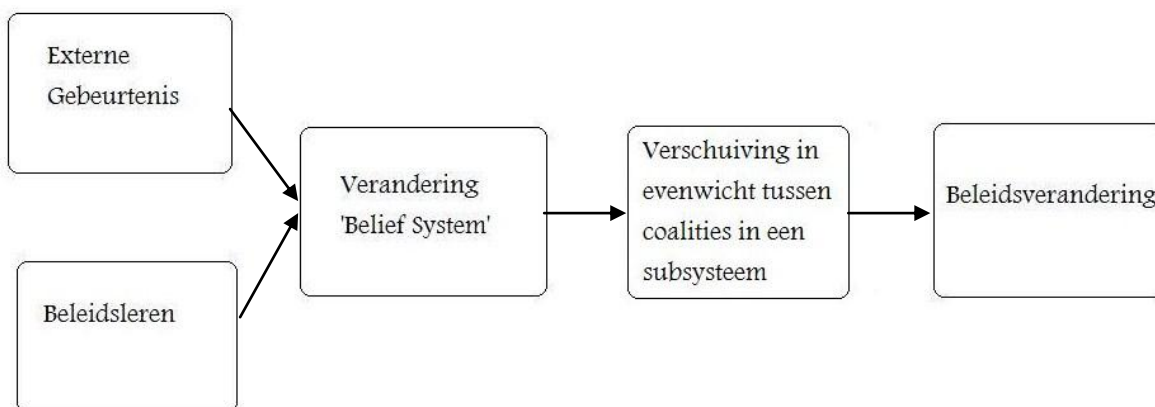 Externe
Gebeurtenis
Beleidsleren
Verandering
'Belief System'
Verschuiving in
evenwicht tussen
coalities in een
subsysteem
Beleidsverandering